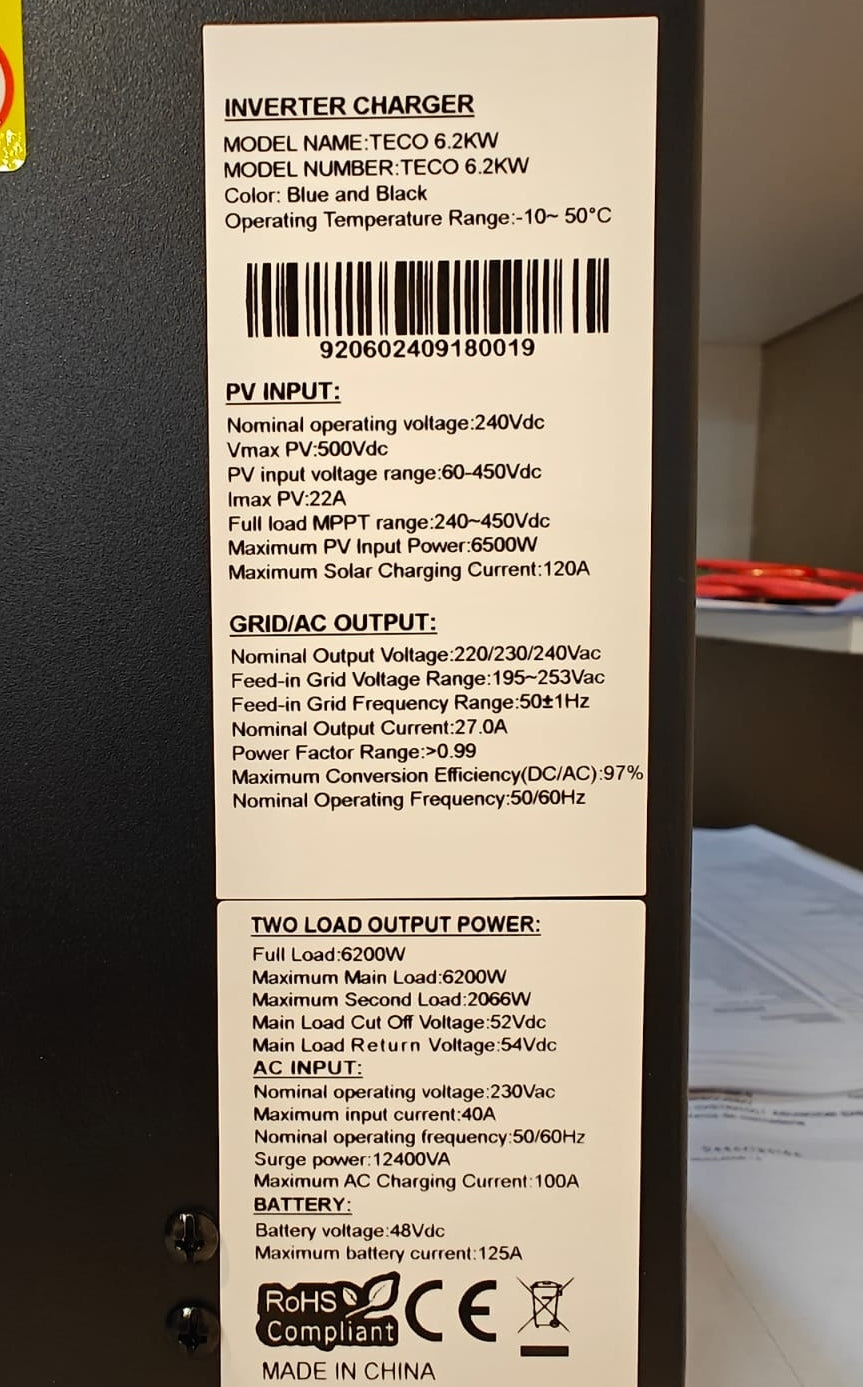 INVERTER CHARGER
MODEL NAME:TECO 6.2KW
MODEL NUMBER:TECO 6.2KW
Color: Blue and Black
Operating Temperature Range:-10~ 50°C
920602409180019
PV INPUT:
Nominal operating voltage:240Vdc
Vmax PV:500Vdc
PV input voltage range:60-450Vdc
Imax PV:22A
Full load MPPT range:240~450Vdc
Maximum PV Input Power:6500W
Maximum Solar Charging Current:120A
GRID/AC OUTPUT:
Nominal Output Voltage:220/230/240Vac
Feed-in Grid Voltage Range:195~253Vac
Feed-in Grid Frequency Range:50±1Hz
Nominal Output Current:27.0A
Power Factor Range:>0.99
Maximum Conversion Efficiency(DC/AC):97%
Nominal Operating Frequency:50/60Hz
TWO LOAD OUTPUT POWER:
Full Load:6200W
Maximum Main Load:6200W
Maximum Second Load:2066W
Main Load Cut Off Voltage:52Vdc
Main Load Return Voltage:54Vdc
AC INPUT:
Nominal operating voltage:230Vac
Maximum input current:40A
Nominal operating frequency:50/60Hz
Surge power:12400VA
Maximum AC Charging Current:100A
BATTERY:
Battery voltage:48Vdc
Maximum battery current:125A
RoHS
Compliant
CE
MADE IN CHINA